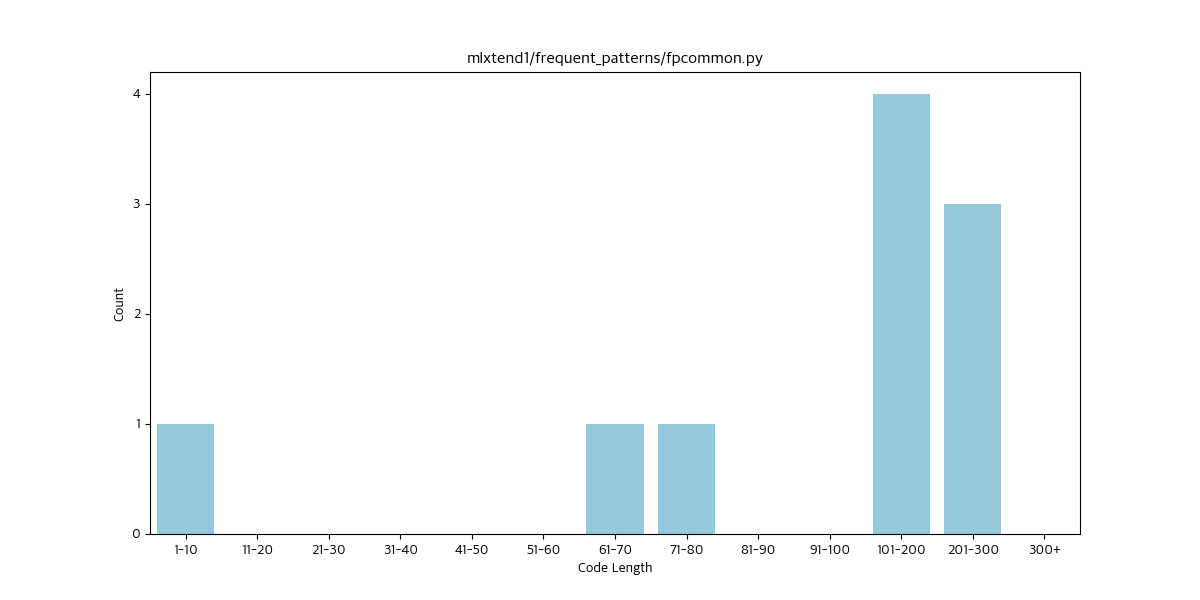 mlxtend1/frequent_patterns/fpcommon.py
Count
4
3
2
1
0
1-10 11-20 21-30 31-40 41-50 51-60 61-70 71-80 81-90 91-100 101-200 201-300 300+
Code Length